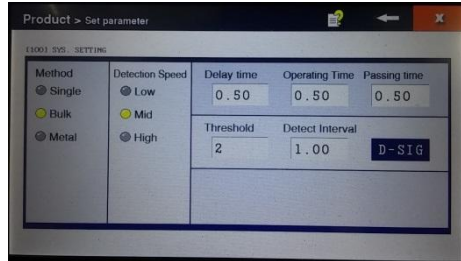 Product > Set parameter
[100] SYS. SETTING
Method
Single
Bulk
Metal
Detection Speed
Low
Mid
High
Delay time
Operating Time
Passing time
0.50
0.50
0.50
Threshold
Detect Interval
2
1.00
D-SIG